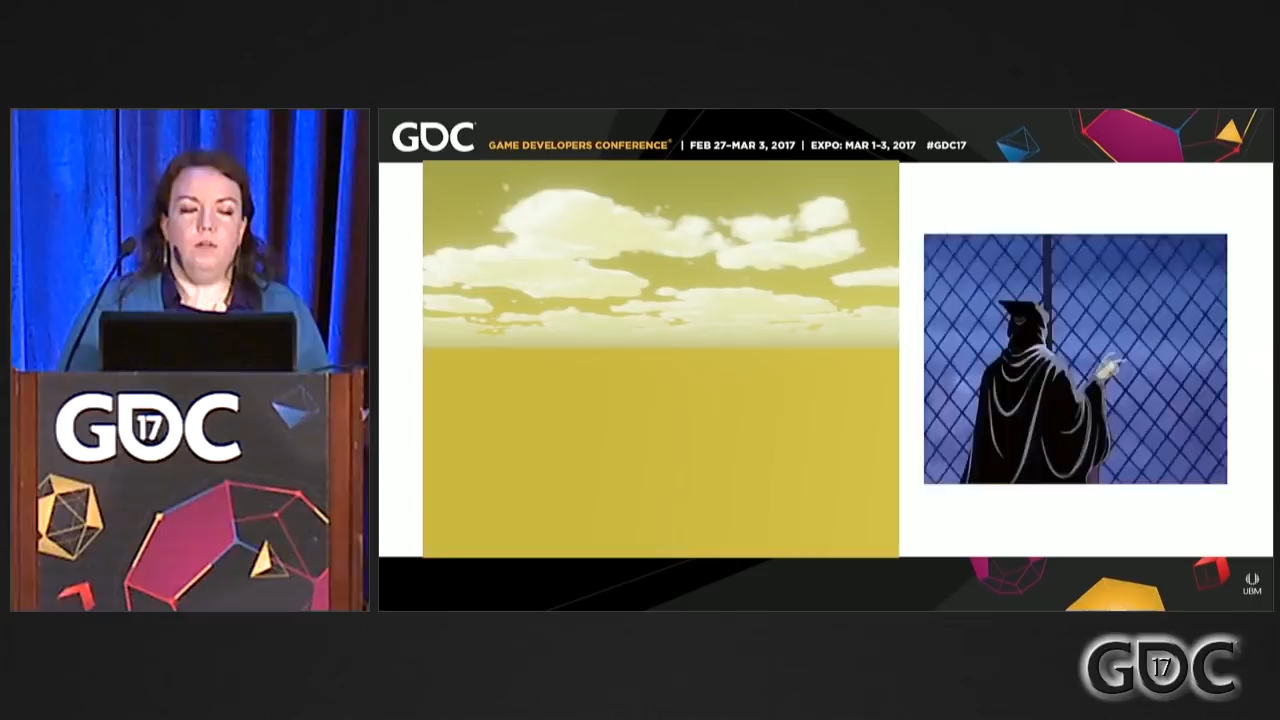 GDC GAME DEVELOPERS CONFERENCE® | FEB 27–MAR 3, 2017 | EXPO: MAR 1–3, 2017 #GDC17
GDC
17
UBM
GDC
17